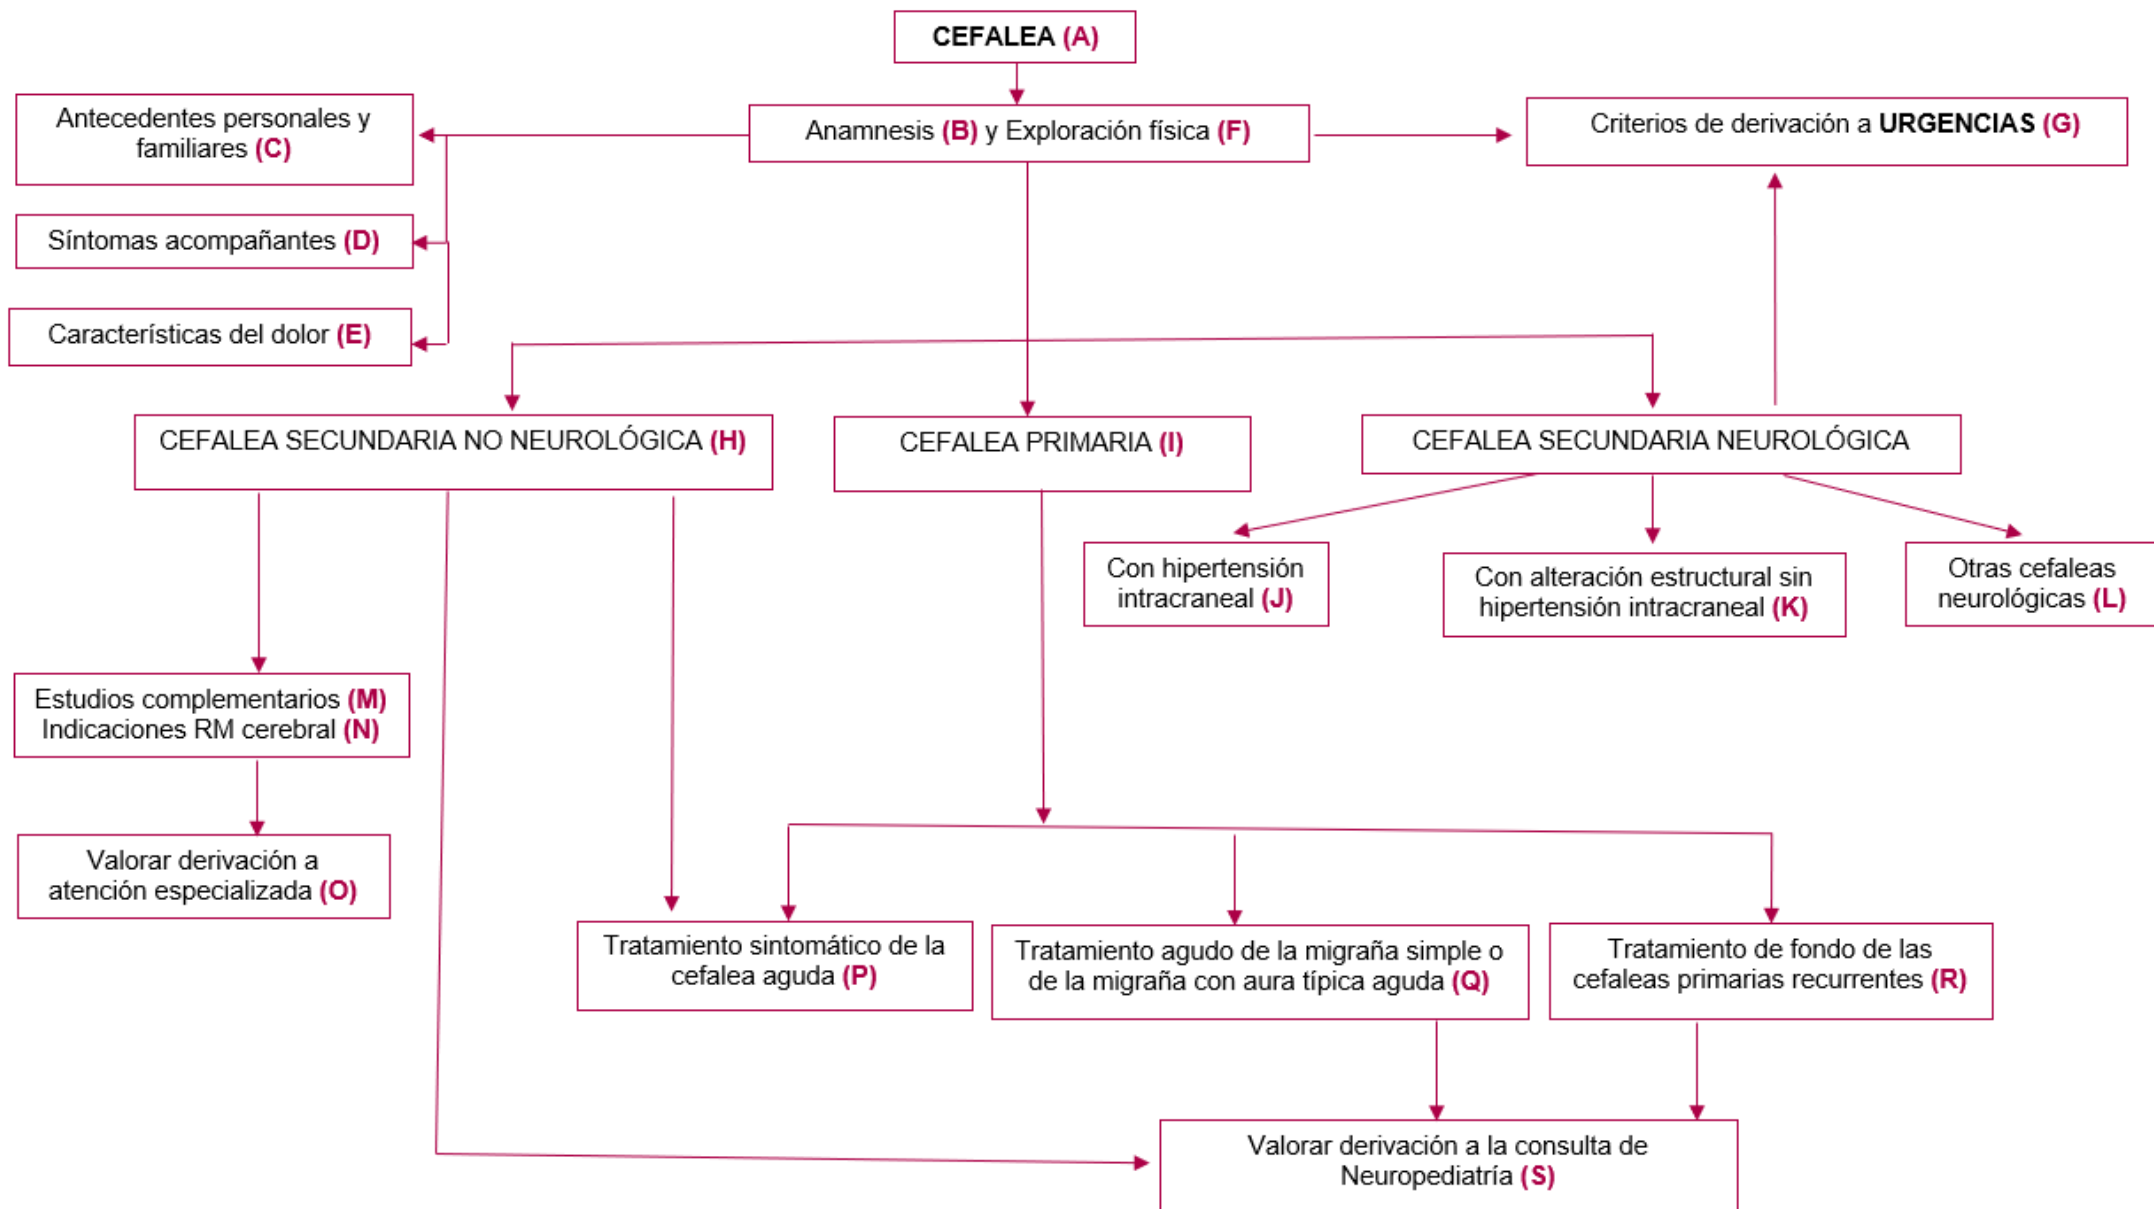 CEFALEA (A)
Antecedentes personales y
familiares (C)
Anamnesis (B) y Exploración física (F)
Criterios de derivación a URGENCIAS (G)
Síntomas acompañantes (D)
Características del dolor (E)
CEFALEA SECUNDARIA NO NEUROLÓGICA (H)
CEFALEA PRIMARIA (I)
CEFALEA SECUNDARIA NEUROLÓGICA
Con hipertensión
intracraneal (J)
Con alteración estructural sin
hipertensión intracraneal (K)
Otras cefaleas
neurológicas (L)
Estudios complementarios (M)
Indicaciones RM cerebral (N)
Valorar derivación a
atención especializada (O)
Tratamiento sintomático de la
cefalea aguda (P)
Tratamiento agudo de la migraña simple o
de la migraña con aura típica aguda (Q)
Tratamiento de fondo de las
cefaleas primarias recurrentes (R)
Valorar derivación a la consulta de
Neuropediatría (S)